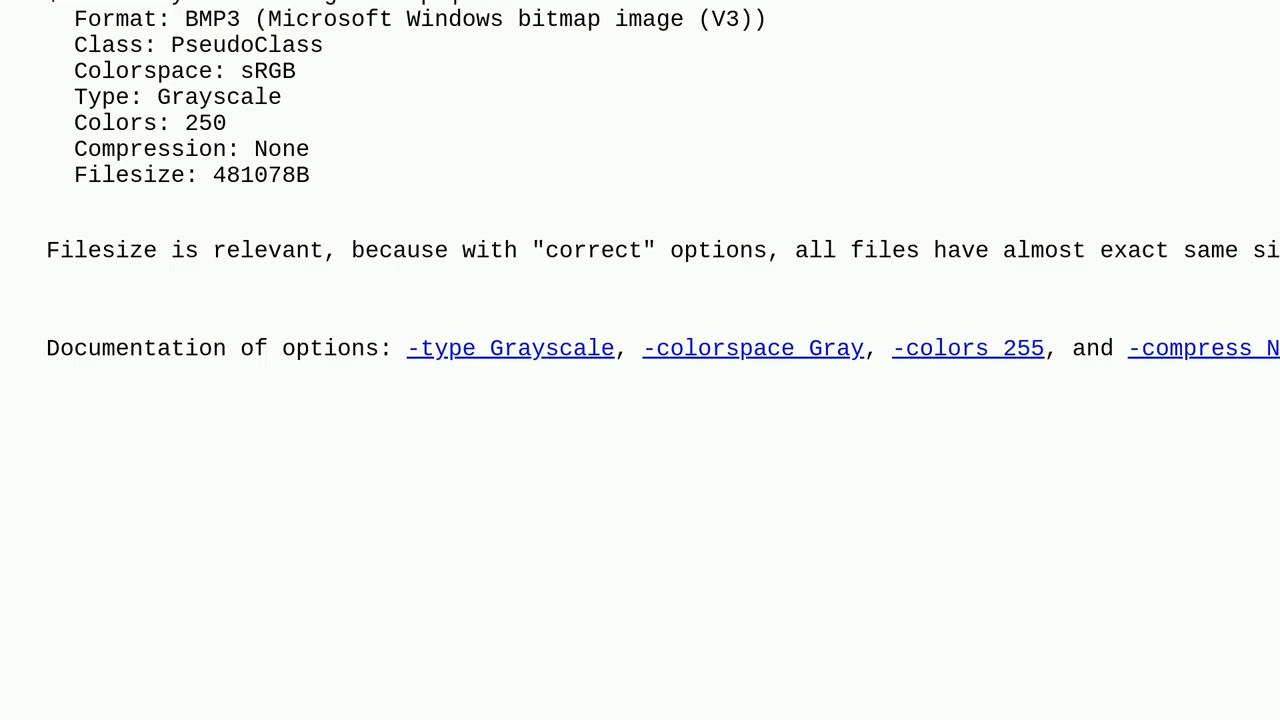 Format: BMP3 (Microsoft Windows bitmap image (V3))
Class: PseudoClass
Colorspace: sRGB
Type: Grayscale
Colors: 250
Compression: None
Filesize: 481078B
Filesize is relevant, because with "correct" options, all files have almost exact same
Documentation of options: -type Grayscale, -colorspace Gray, -colors 255, and -compress